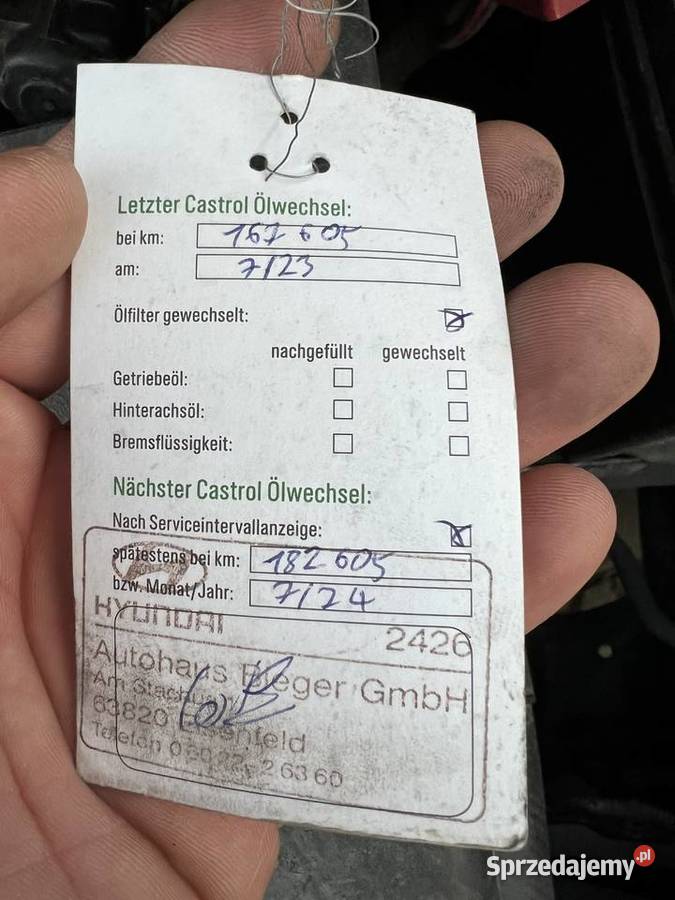 Letzter Castrol Ölwechsel:
bei km: 167 605
am: 7/23
Ölfilter gewechselt:
nachgefüllt gewechselt
Getriebeöl:
Hinterachsöl:
Bremsflüssigkeit:
Nächster Castrol Ölwechsel:
Nach Serviceintervallanzeige:
spätestens bei km: 182 605
bzw. Monat/Jahr: 7/24
HYUNDAI
2426
Autohaus GmbH
Am
63820
Telefon
Sprzedajemy.pl